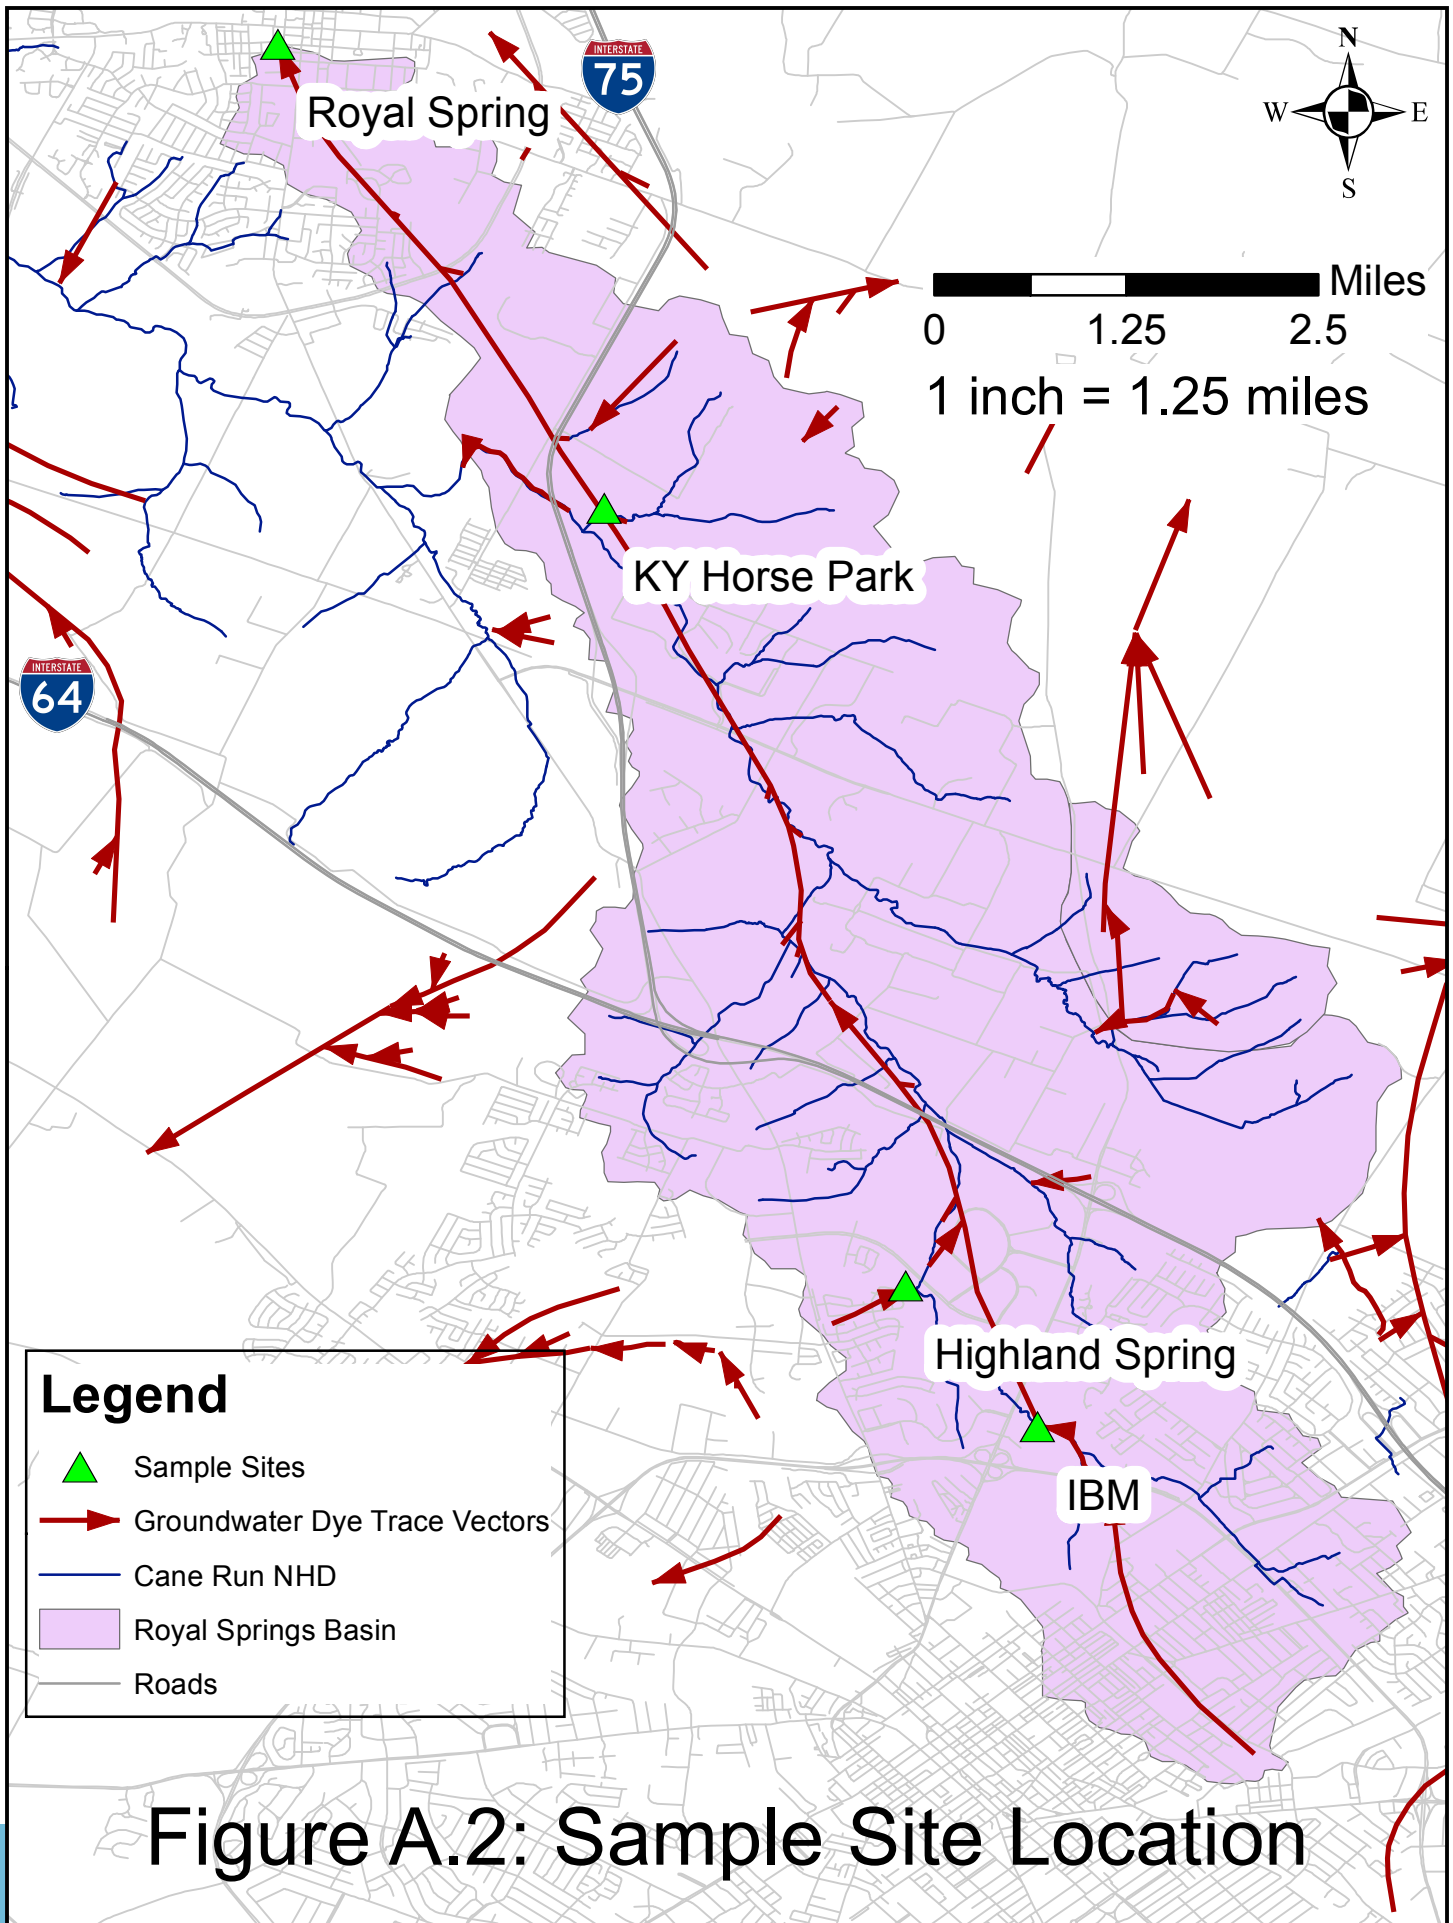 INTERSTATE
75
N
W E
S
Royal Spring
Miles
0 1.25 2.5
1 inch = 1.25 miles
KY Horse Park
INTERSTATE
64
Highland Spring
IBM
Legend
Sample Sites
Groundwater Dye Trace Vectors
Cane Run NHD
Royal Springs Basin
Roads
Figure A.2: Sample Site Location